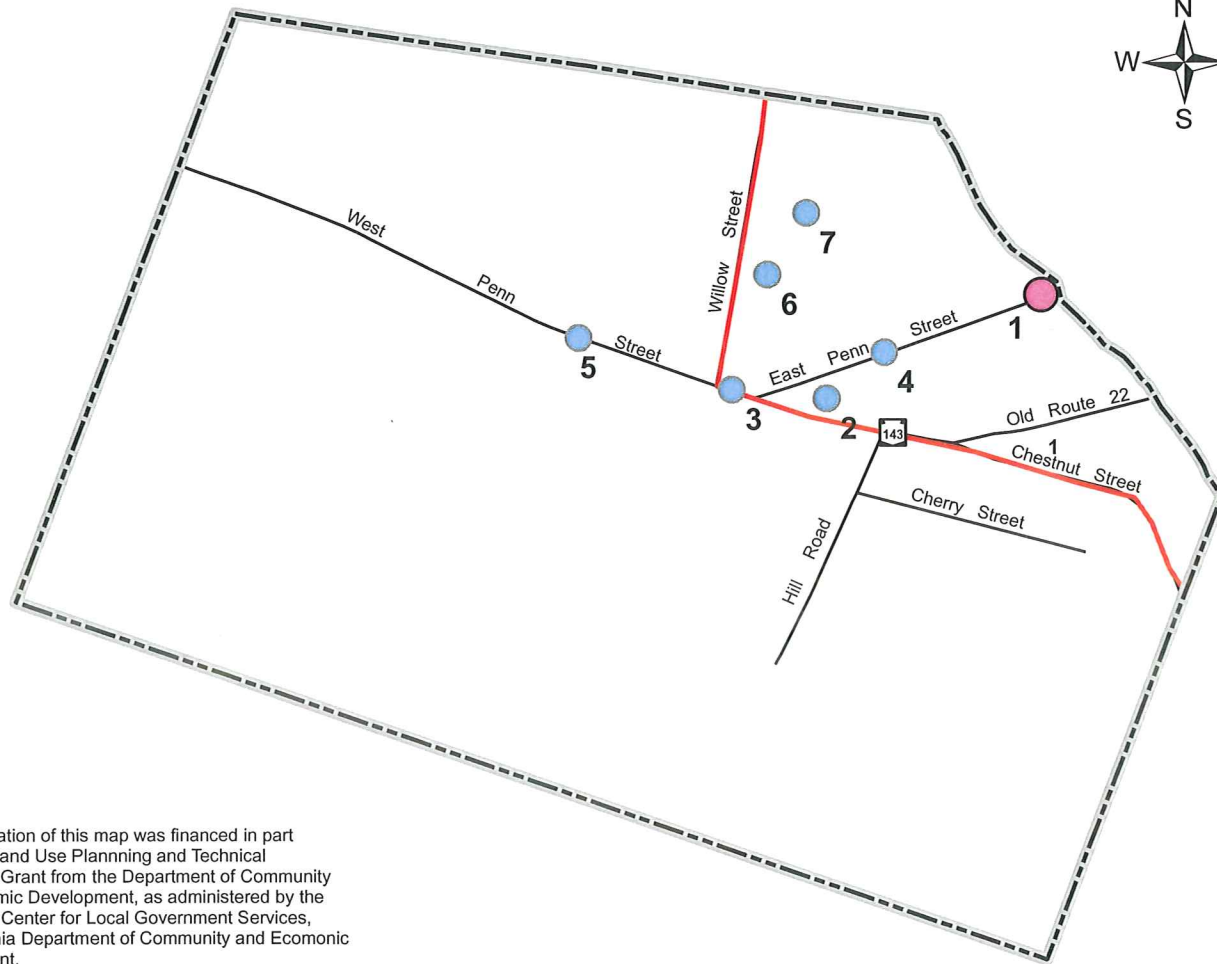 N
W
S
West Penn Street
Willow Street
7
6
1
East Penn Street
5
4
3
2
143
Old Route 22
1
Chestnut Street
Cherry Street
Hill Road
ation of this map was financed in part
and Use Plannning and Technical
Grant from the Department of Community
mic Development, as administered by the
Center for Local Government Services,
ia Department of Community and Ecomonic
nt.